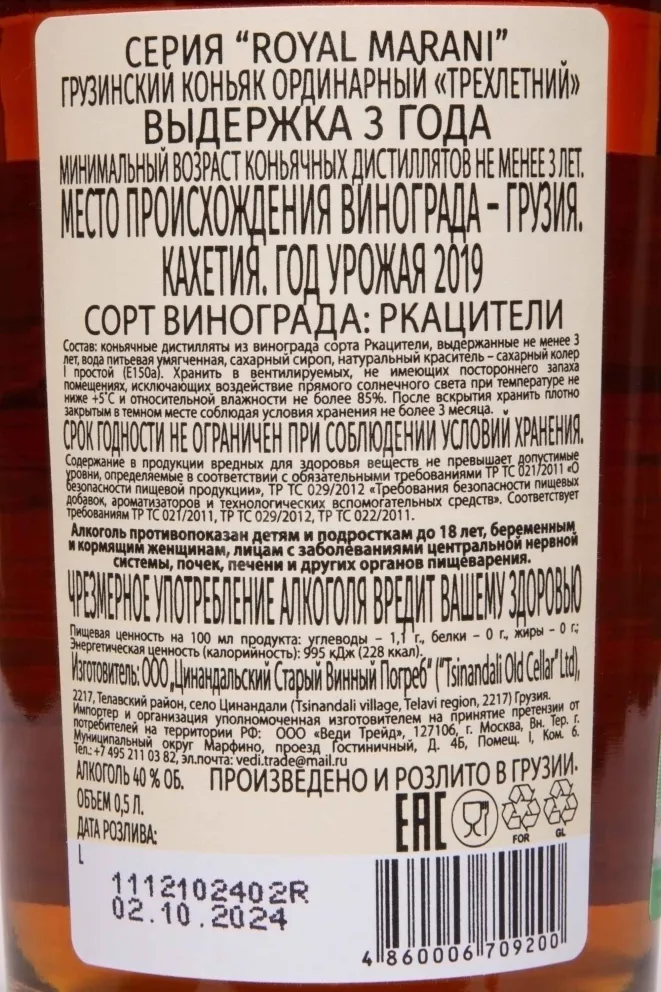 СЕРИЯ “ROYAL MARANI”
ГРУЗИНСКИЙ КОНЬЯК ОРДИНАРНЫЙ «ТРЕХЛЕТНИЙ»
ВЫДЕРЖКА 3 ГОДА
МИНИМАЛЬНЫЙ ВОЗРАСТ КОНЬЯЧНЫХ ДИСТИЛЛЯТОВ НЕ МЕНЕЕ 3 ЛЕТ.
МЕСТО ПРОИСХОЖДЕНИЯ ВИНОГРАДА – ГРУЗИЯ.
КАХЕТИЯ. ГОД УРОЖАЯ 2019
СОРТ ВИНОГРАДА: РКАЦИТЕЛИ
Состав: коньячные дистилляты из винограда сорта Ркацители, выдержанные не менее 3
лет, вода питьевая умягченная, сахарный сироп, натуральный краситель – сахарный колер
I простой (Е150а). Хранить в вентилируемых, не имеющих постороннего запаха
помещениях, исключающих воздействие прямого солнечного света при температуре не
ниже +5°С и относительной влажности не более 85%. После вскрытия хранить плотно
закрытым в темном месте соблюдая условия хранения не более 3 месяца.
СРОК ГОДНОСТИ НЕ ОГРАНИЧЕН ПРИ СОБЛЮДЕНИИ УСЛОВИЙ ХРАНЕНИЯ.
Содержание в продукции вредных для здоровья веществ не превышает допустимые
уровни, определяемые в соответствии с обязательными требованиями ТР ТС 021/2011 «О
безопасности пищевой продукции», ТР ТС 029/2012 «Требования безопасности пищевых
добавок, ароматизаторов и технологических вспомогательных средств». Соответствует
требованиям ТР ТС 021/2011, ТР ТС 029/2012, ТР ТС 022/2011.
Алкоголь противопоказан детям и подросткам до 18 лет, беременным
и кормящим женщинам, лицам с заболеваниями центральной нервной
системы, почек, печени и других органов пищеварения.
ЧРЕЗМЕРНОЕ УПОТРЕБЛЕНИЕ АЛКОГОЛЯ ВРЕДИТ ВАШЕМУ ЗДОРОВЬЮ
Пищевая ценность на 100 мл продукта: углеводы – 1,1 г., белки – 0 г., жиры – 0 г.;
Энергетическая ценность (калорийность): 995 кДж (228 ккал).
Изготовитель: ООО „Цинандальский Старый Винный Погреб“ (“Tsinandali Old Cellar” Ltd),
2217, Телавский район, село Цинандали (Tsinandali village, Telavi region, 2217) Грузия.
Импортер и организация уполномоченная изготовителем на принятие претензии от
потребителей на территории РФ: ООО «Веди Трейд», 127106, г. Москва, Вн. Тер. г.
Муниципальный округ Марфино, проезд Гостиничный, Д. 4Б, Помещ. I, Ком. 6.
Тел.:+7 495 211 03 82, эл.почта: vedi.trade@mail.ru
АЛКОГОЛЬ 40 % ОБ. ПРОИЗВЕДЕНО И РОЗЛИТО В ГРУЗИИ.
ОБЪЕМ 0,5 Л.
ДАТА РОЗЛИВА:
EAC
FOR
GL
L
1112102402R
02.10.2024
4 860006 709200